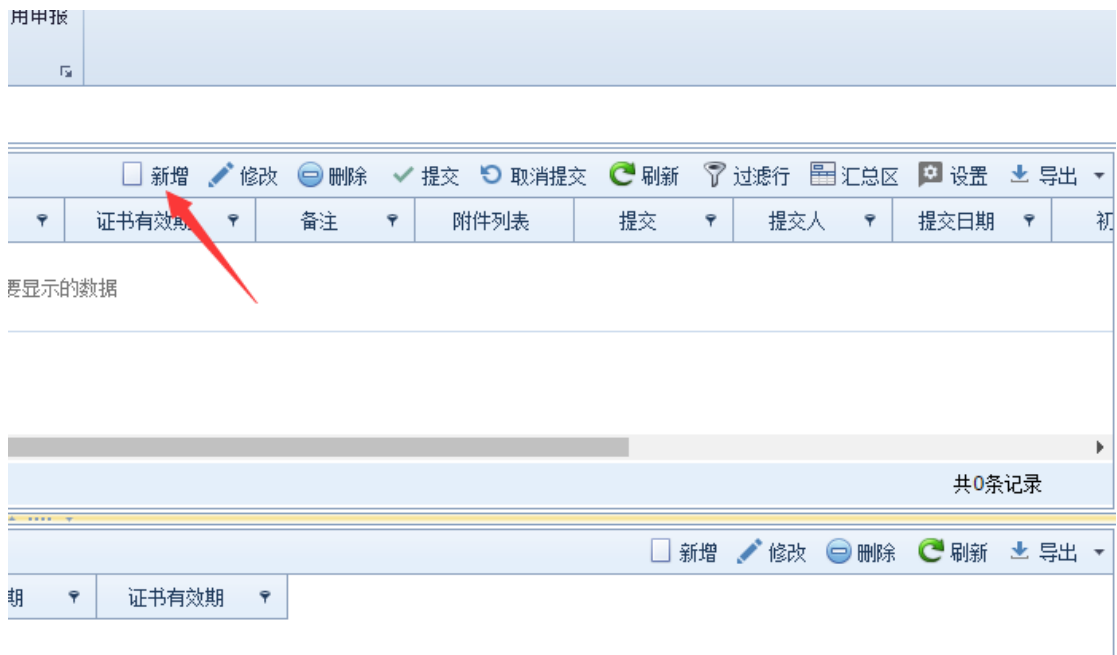 用申报
新增 修改 删除 提交 取消提交 刷新 过滤行 汇总区 设置 导出
证书有效期 备注 附件列表 提交 提交人 提交日期 初
要显示的数据
共0条记录
新增 修改 删除 刷新 导出
期 证书有效期